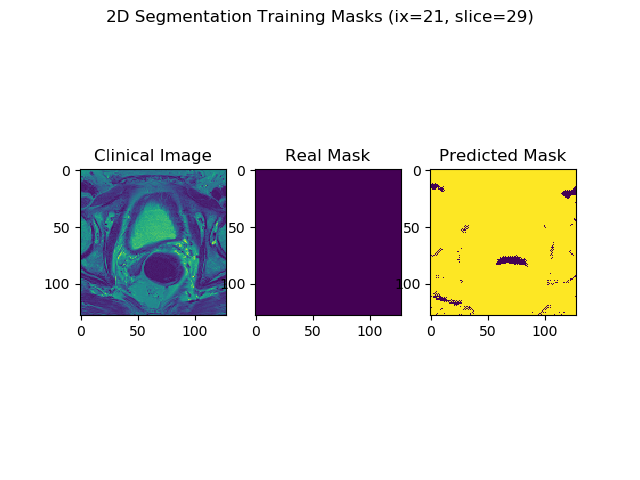 2D Segmentation Training Masks (ix=21, slice=29)
Clinical Image Real Mask Predicted Mask
0 0 0
50 50 50
100 100 100
0 50 100 0 50 100 0 50 100